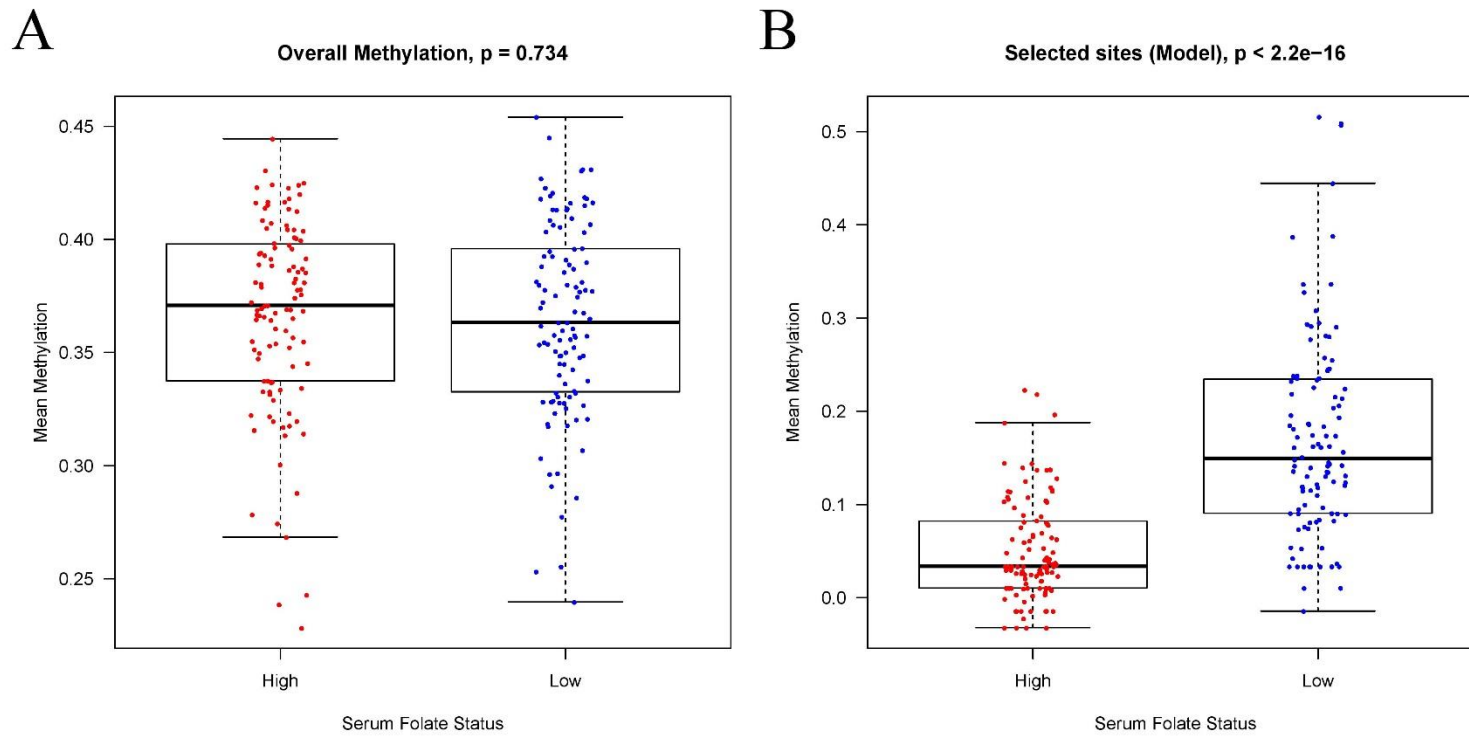 A
Overall Methylation, p = 0.734
Mean Methylation
0.45
0.40
0.35
0.30
0.25
High
Low
Serum Folate Status
B
Selected sites (Model), p < 2.2e−16
Mean Methylation
0.5
0.4
0.3
0.2
0.1
0.0
High
Low
Serum Folate Status